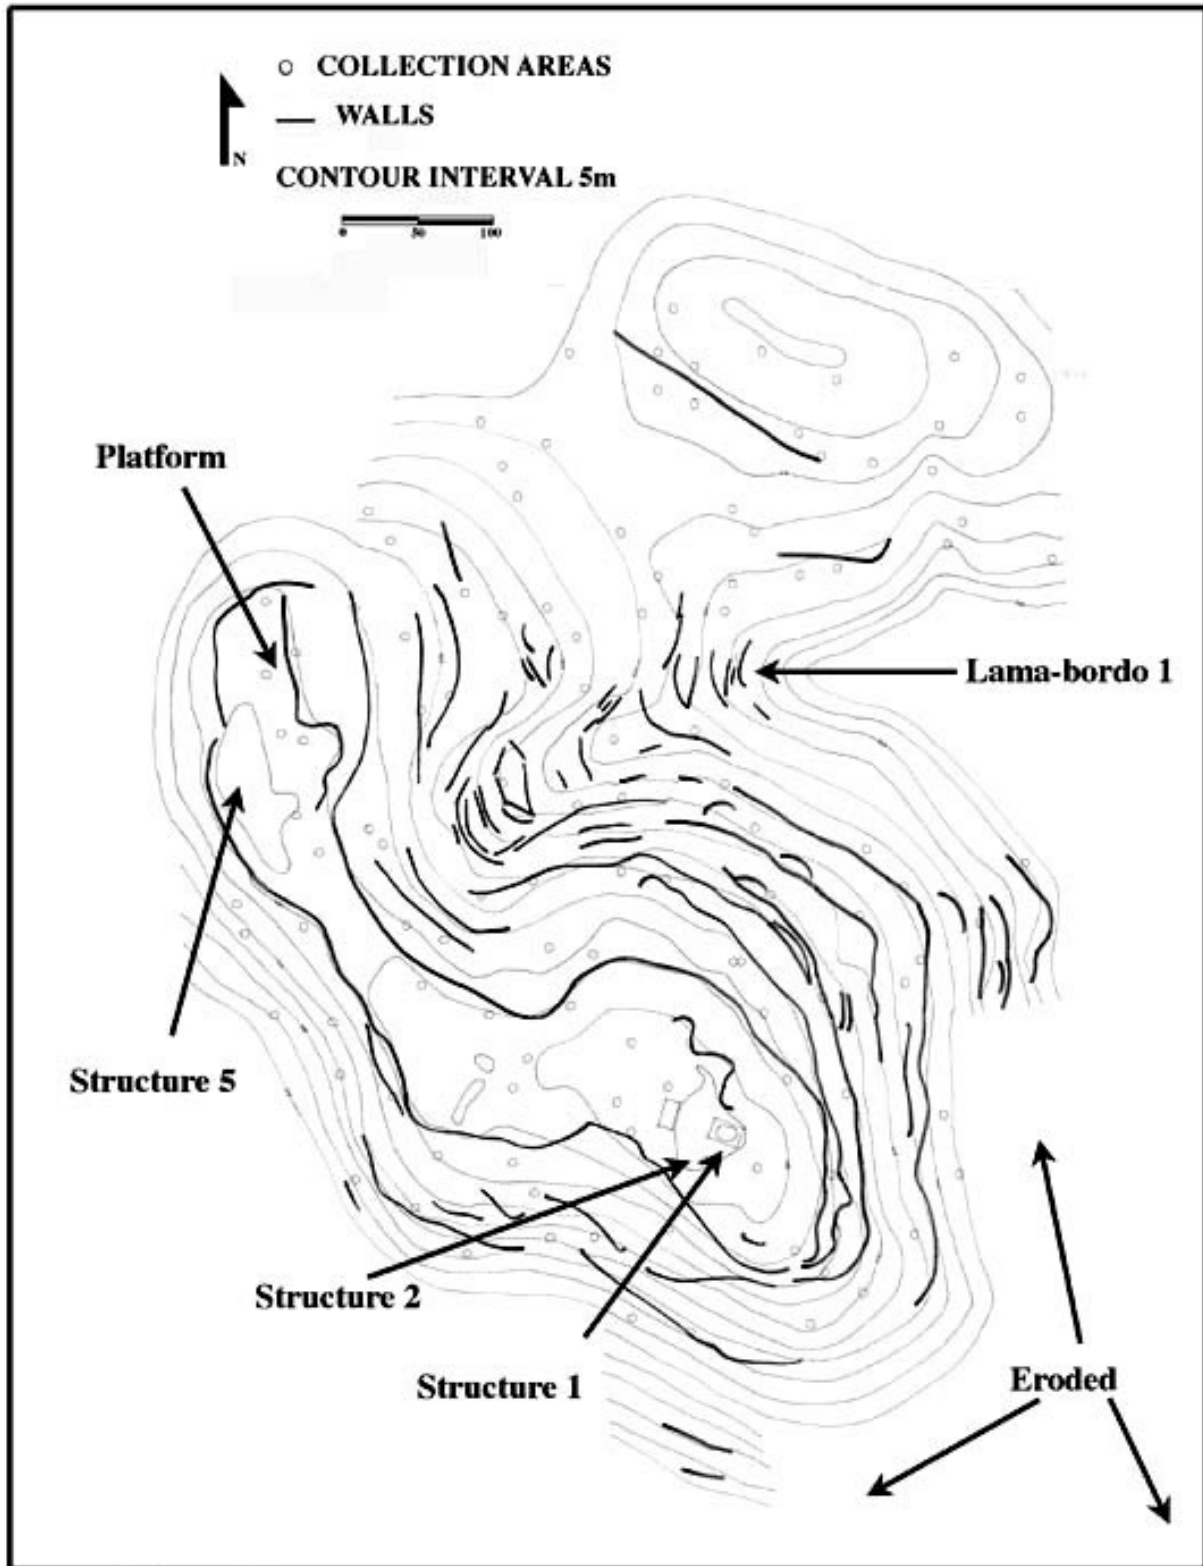 COLLECTION AREAS
WALLS
N
CONTOUR INTERVAL 5m
0 50 100
Platform
Lama-bordo 1
Structure 5
Structure 2
Structure 1
Eroded